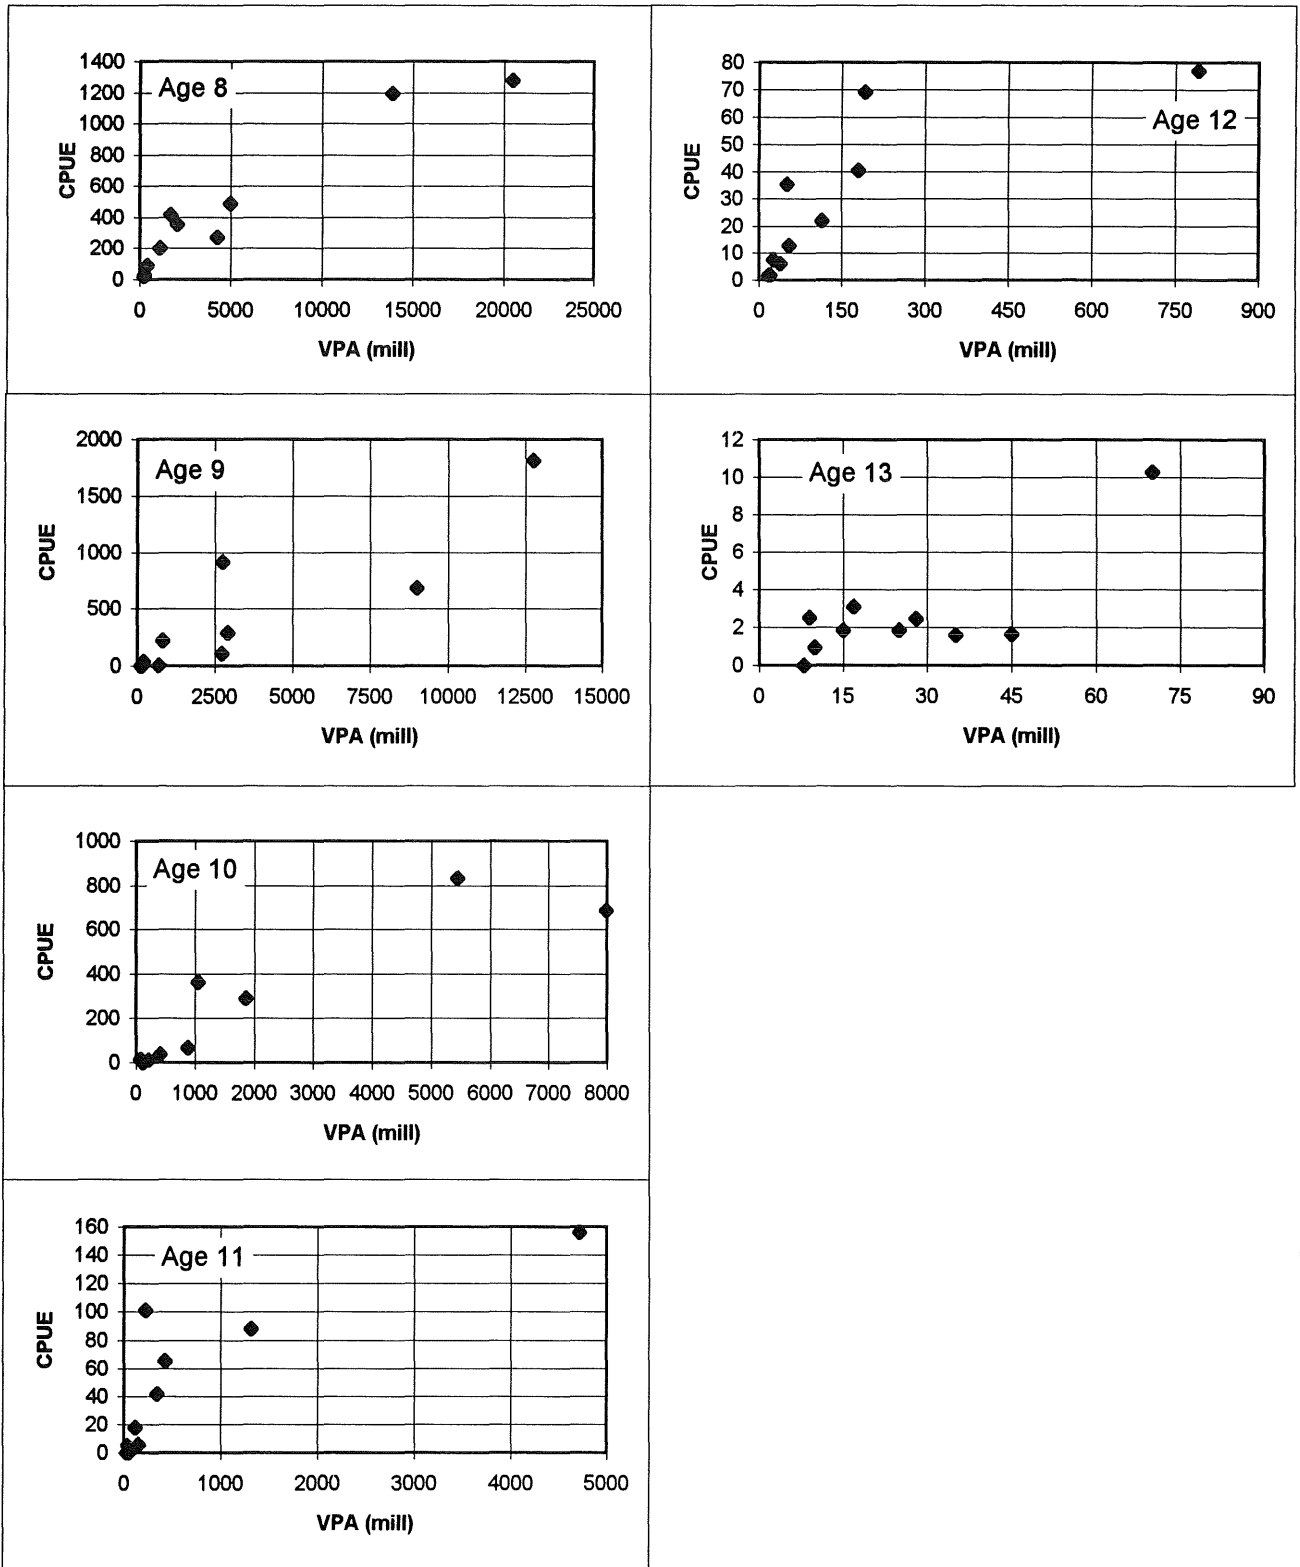 1400
1200
1000
800
600
400
200
0
CPUE
Age 8
0 5000 10000 15000 20000 25000
VPA (mill)
80
70
60
50
40
30
20
10
0
CPUE
Age 12
0 150 300 450 600 750 900
VPA (mill)
2000
1500
1000
500
0
CPUE
Age 9
0 2500 5000 7500 10000 12500 15000
VPA (mill)
12
10
8
6
4
2
0
CPUE
Age 13
0 15 30 45 60 75 90
VPA (mill)
1000
800
600
400
200
0
CPUE
Age 10
0 1000 2000 3000 4000 5000 6000 7000 8000
VPA (mill)
160
140
120
100
80
60
40
20
0
CPUE
Age 11
0 1000 2000 3000 4000 5000
VPA (mill)